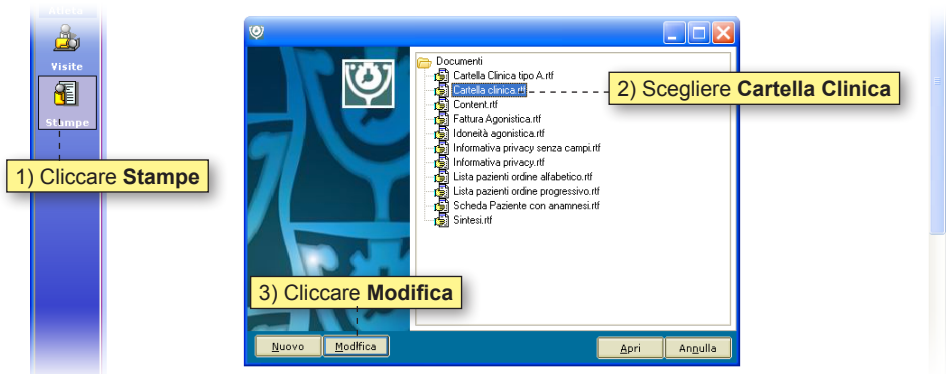 Visite
Stampe
1) Cliccare Stampe
Documenti
Cartella Clinica tipo A.rtf
Cartella clinica.rtf
Content.rtf
Fattura Agonistica.rtf
Idoneità agonistica.rtf
Informativa privacy senza campi.rtf
Informativa privacy.rtf
Lista pazienti ordine alfabetico.rtf
Lista pazienti ordine progressivo.rtf
Scheda Paziente con anamnesi.rtf
Sintesi.rtf
2) Scegliere Cartella Clinica
3) Cliccare Modifica
Nuovo
Modifica
Apri
Annulla